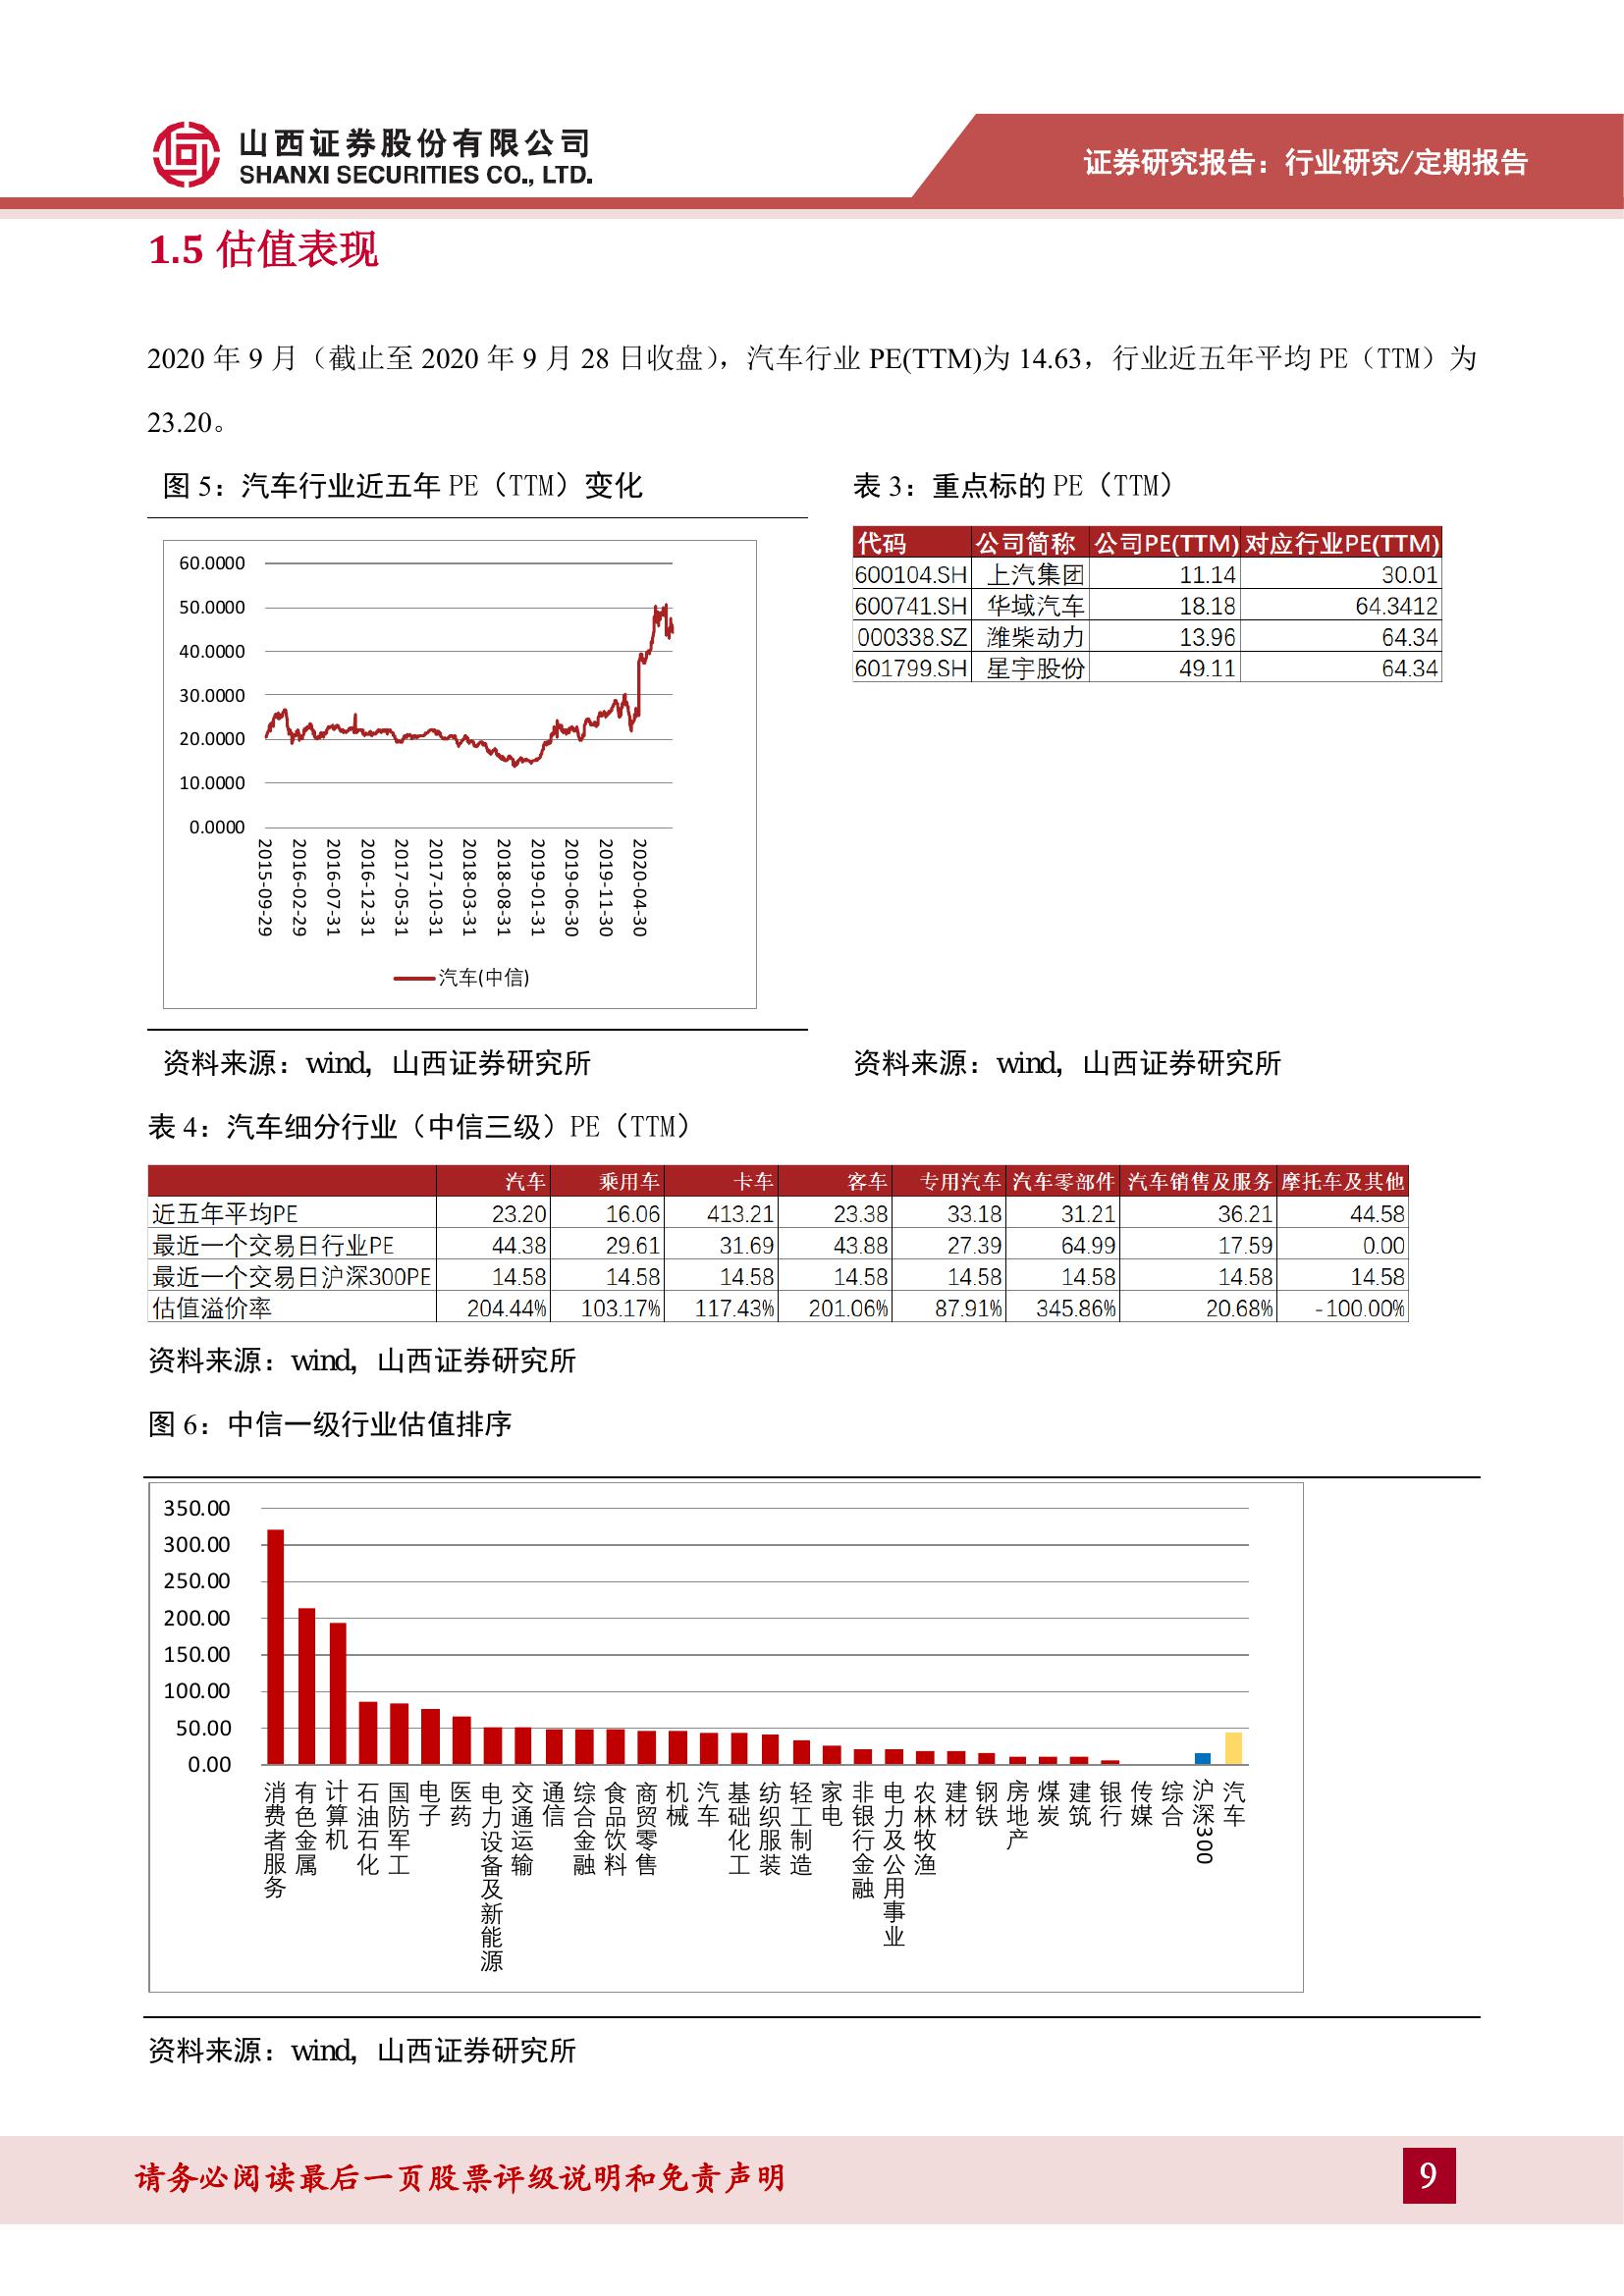 山西证券股份有限公司
SHANXI SECURITIES CO., LTD.
证券研究报告：行业研究/定期报告
1.5 估值表现
2020 年 9 月（截止至 2020 年 9 月 28 日收盘），汽车行业 PE(TTM)为 14.63，行业近五年平均 PE（TTM）为
23.20。
图 5：汽车行业近五年 PE（TTM）变化
60.0000
50.0000
40.0000
30.0000
20.0000
10.0000
0.0000
2015-09-29
2016-02-29
2016-07-31
2016-12-31
2017-05-31
2017-10-31
2018-03-31
2018-08-31
2019-01-31
2019-06-30
2019-11-30
2020-04-30
汽车(中信)
资料来源：wind，山西证券研究所
表 3：重点标的 PE（TTM）
代码 公司简称 公司PE(TTM) 对应行业PE(TTM)
600104.SH 上汽集团 11.14 30.01
600741.SH 华域汽车 18.18 64.3412
000338.SZ 潍柴动力 13.96 64.34
601799.SH 星宇股份 49.11 64.34
资料来源：wind，山西证券研究所
表 4：汽车细分行业（中信三级）PE（TTM）
汽车 乘用车 卡车 客车 专用汽车 汽车零部件 汽车销售及服务 摩托车及其他
近五年平均PE 23.20 16.06 413.21 23.38 33.18 31.21 36.21 44.58
最近一个交易日行业PE 44.38 29.61 31.69 43.88 27.39 64.99 17.59 0.00
最近一个交易日沪深300PE 14.58 14.58 14.58 14.58 14.58 14.58 14.58 14.58
估值溢价率 204.44% 103.17% 117.43% 201.06% 87.91% 345.86% 20.68% -100.00%
资料来源：wind，山西证券研究所
图 6：中信一级行业估值排序
350.00
300.00
250.00
200.00
150.00
100.00
50.00
0.00
消费者服务
有色金属
计算机
石油石化
国防军工
电子
医药
电力设备及新能源
交通运输
通信
综合金融
食品饮料
商贸零售
机械
汽车
基础化工
纺织服装
轻工制造
家电
非银行金融
电力及公用事业
农林牧渔
建材
钢铁
房地产
煤炭
建筑
银行
传媒
综合
沪深300
汽车
资料来源：wind，山西证券研究所
请务必阅读最后一页股票评级说明和免责声明
9